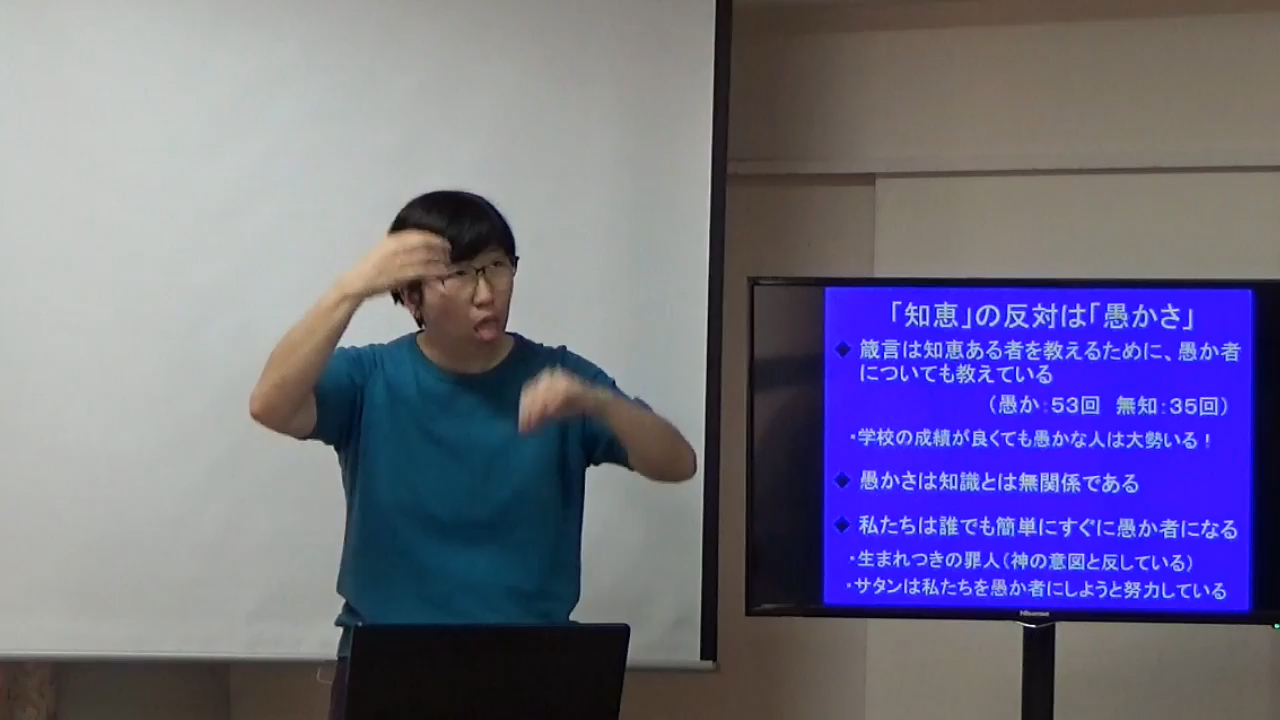 「知恵」の反対は「愚かさ」
◆ 箴言は知恵ある者を教えるために、愚か者
についても教えている
（愚か：53回　無知：35回）
・学校の成績が良くても愚かな人は大勢いる！
◆ 愚かさは知識とは無関係である
◆ 私たちは誰でも簡単にすぐに愚か者になる
・生まれつきの罪人（神の意図と反している）
・サタンは私たちを愚か者にしようと努力している
Hisense